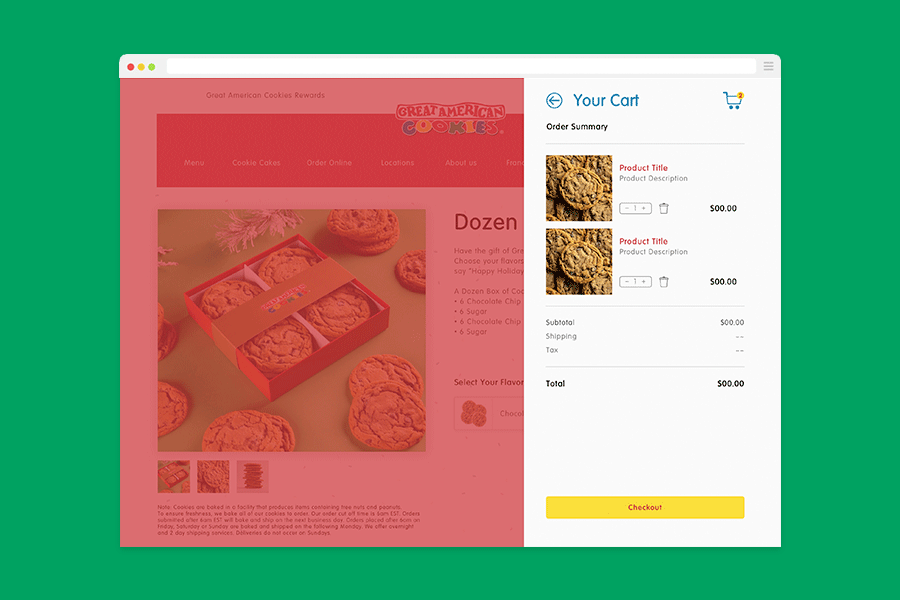 Great American Cookies Rewards
GREAT AMERICAN
COOKIES
Menu
Cookie Cakes
Order Online
Locations
About us
Fran
Dozen
Have the gift of Gre
Choose your flavors
say "Happy Holiday
A Dozen Box of Coo
• 6 Chocolate Chip
• 6 Sugar
• 6 Chocolate Chip
• 6 Sugar
Select Your Flavor
Chocol
Note: Cookies are baked in a facility that produces items containing tree nuts and peanuts.
To ensure freshness, we bake all of our cookies to order. Our order cut off time is 6am EST. Orders
submitted after 6am EST will bake and ship on the next business day. Orders placed after 6am on
Friday, Saturday or Sunday are baked and shipped on the following Monday. We offer overnight
and 2 day shipping services. Deliveries do not occur on Sundays.
Your Cart
2
Order Summary
Product Title
Product Description
- 1 +
$00.00
Product Title
Product Description
- 1 +
$00.00
Subtotal
$00.00
Shipping
--
Tax
--
Total
$00.00
Checkout